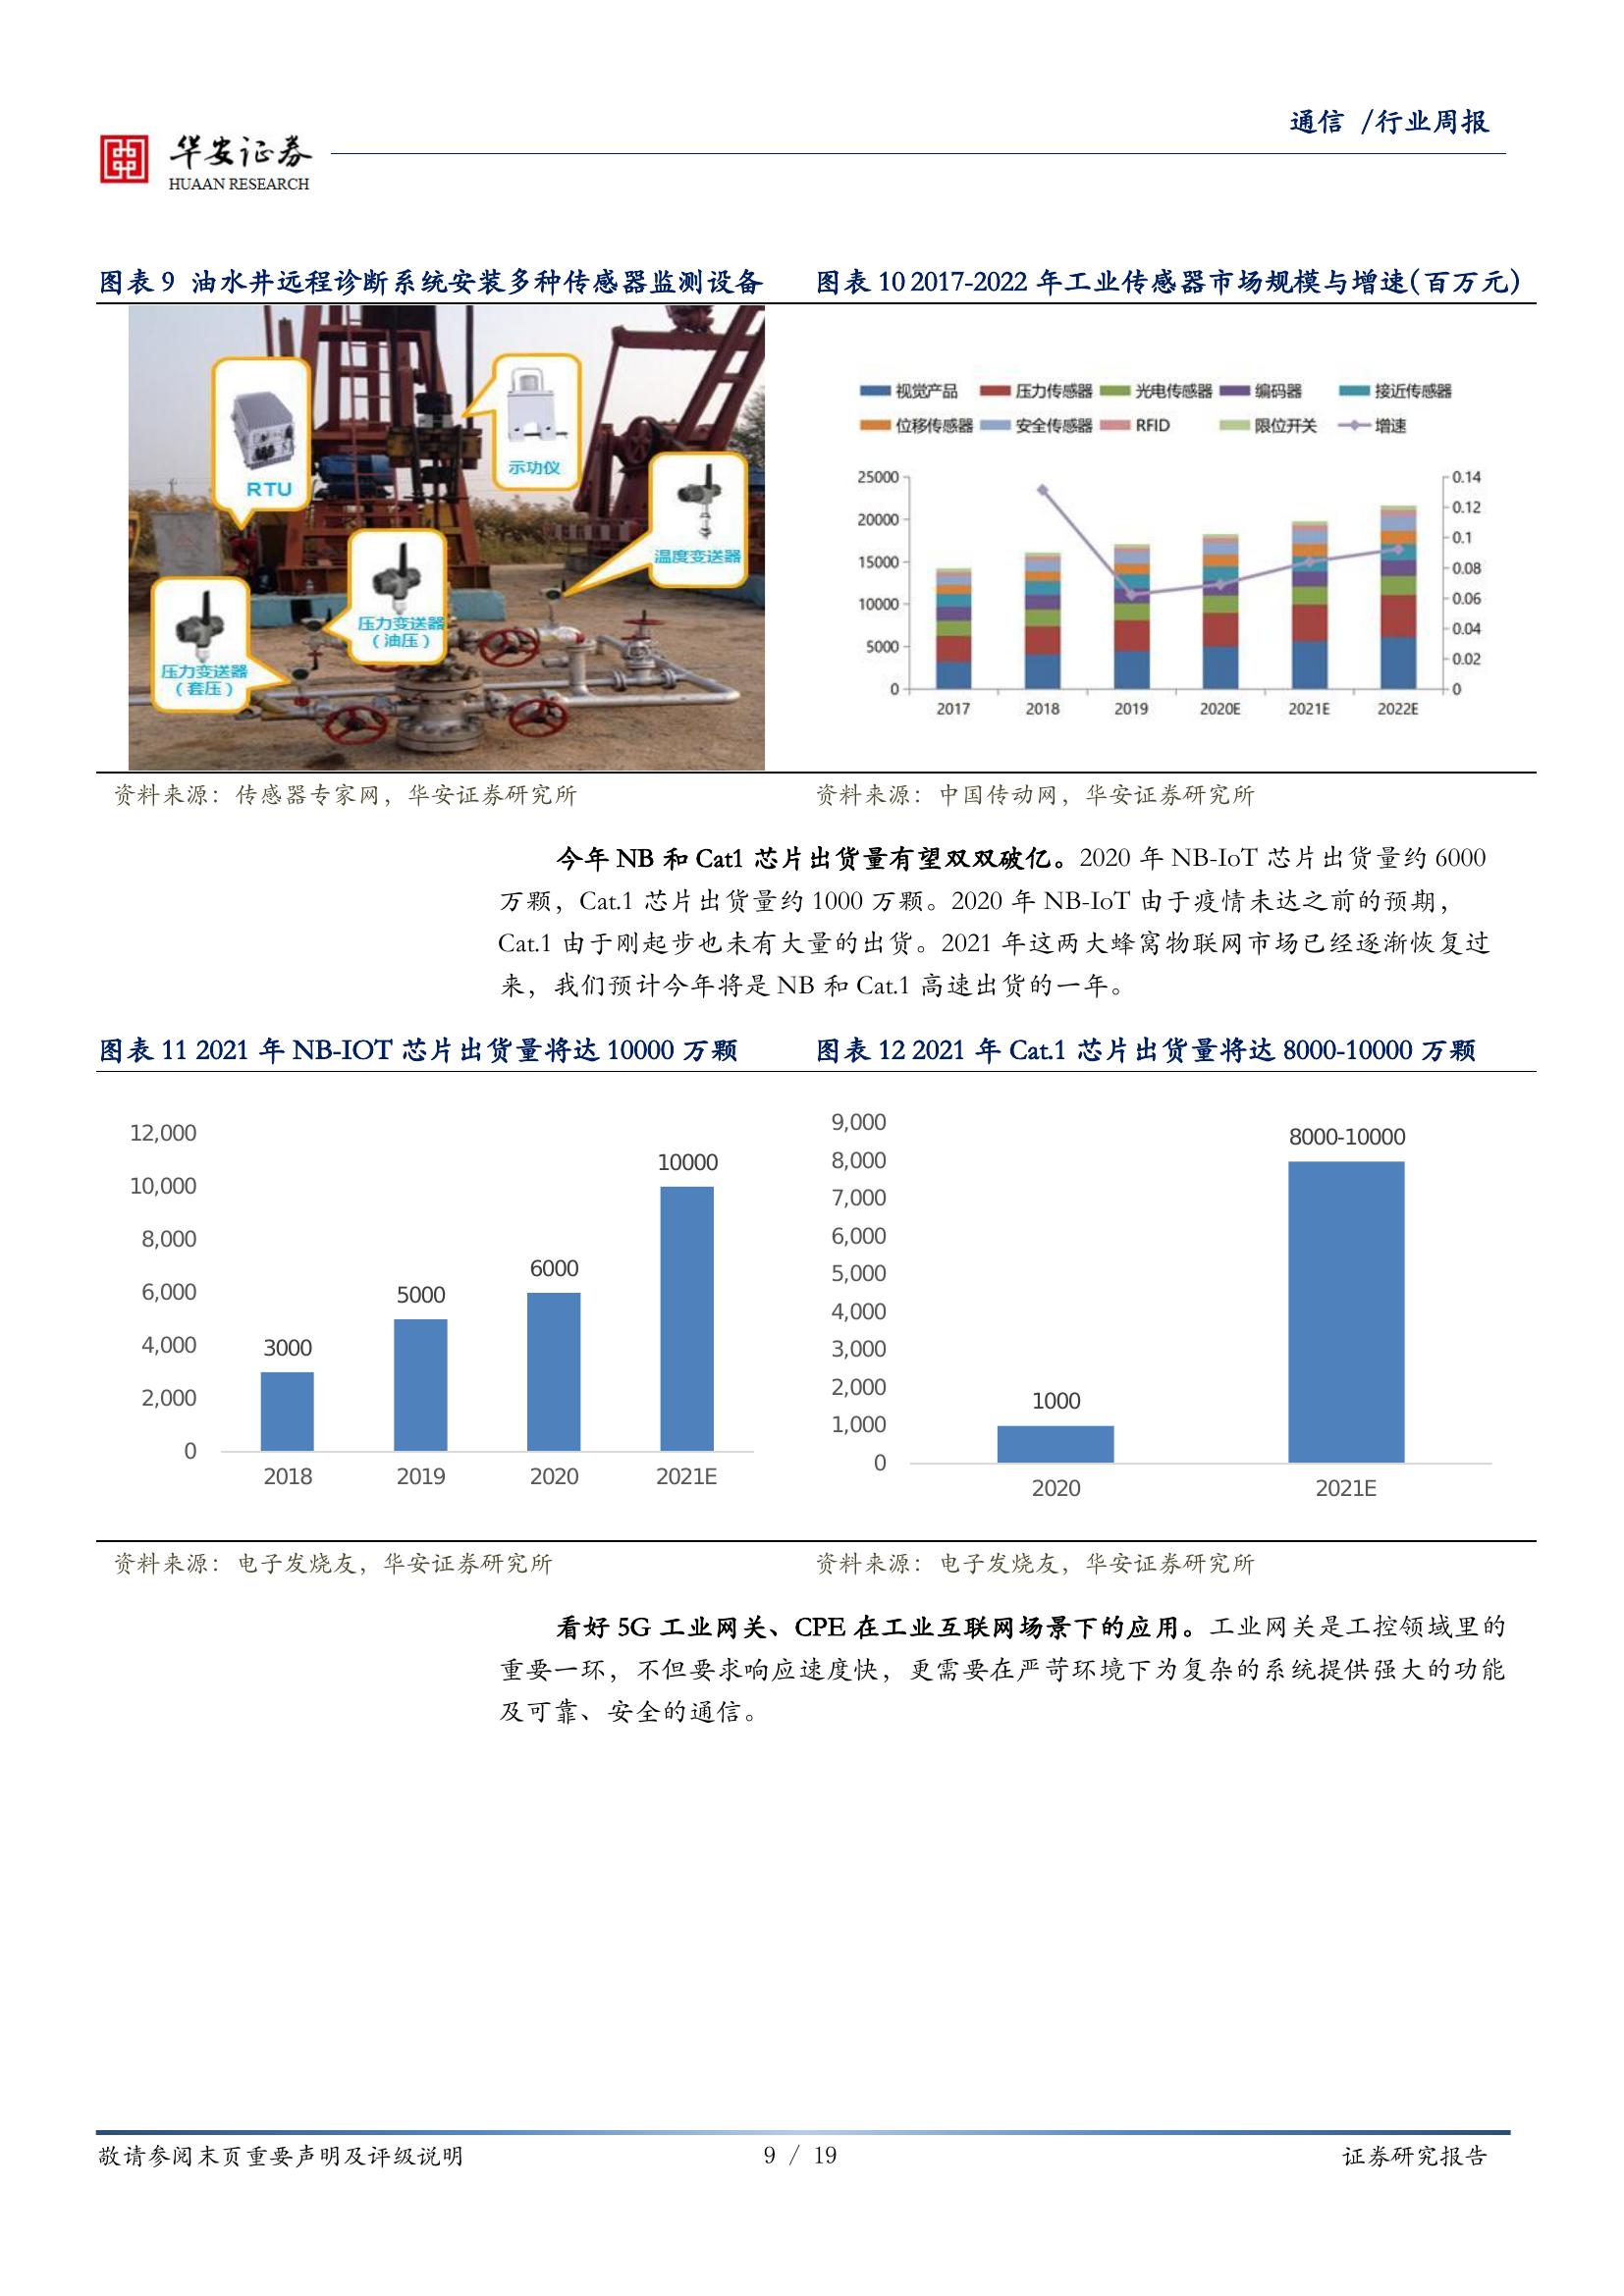 通信 /行业周报
华安证券
HUAAN RESEARCH
图表 9 油水井远程诊断系统安装多种传感器监测设备
RTU
示功仪
温度变送器
压力变送器
（油压）
压力变送器
（套压）
资料来源：传感器专家网，华安证券研究所
图表 10 2017-2022 年工业传感器市场规模与增速(百万元)
视觉产品 压力传感器 光电传感器 编码器 接近传感器
位移传感器 安全传感器 RFID 限位开关 增速
25000
20000
15000
10000
5000
0
0.14
0.12
0.1
0.08
0.06
0.04
0.02
0
2017 2018 2019 2020E 2021E 2022E
资料来源：中国传动网，华安证券研究所
今年 NB 和 Cat1 芯片出货量有望双双破亿。2020 年 NB-IoT 芯片出货量约 6000
万颗，Cat.1 芯片出货量约 1000 万颗。2020 年 NB-IoT 由于疫情未达之前的预期，
Cat.1 由于刚起步也未有大量的出货。2021 年这两大蜂窝物联网市场已经逐渐恢复过
来，我们预计今年将是 NB 和 Cat.1 高速出货的一年。
图表 11 2021 年 NB-IOT 芯片出货量将达 10000 万颗
12,000
10,000
8,000
6,000
4,000
2,000
0
3000
5000
6000
10000
2018 2019 2020 2021E
资料来源：电子发烧友，华安证券研究所
图表 12 2021 年 Cat.1 芯片出货量将达 8000-10000 万颗
9,000
8,000
7,000
6,000
5,000
4,000
3,000
2,000
1,000
0
1000
8000-10000
2020 2021E
资料来源：电子发烧友，华安证券研究所
看好 5G 工业网关、CPE 在工业互联网场景下的应用。工业网关是工控领域里的
重要一环，不但要求响应速度快，更需要在严苛环境下为复杂的系统提供强大的功能
及可靠、安全的通信。
敬请参阅末页重要声明及评级说明
9 / 19
证券研究报告